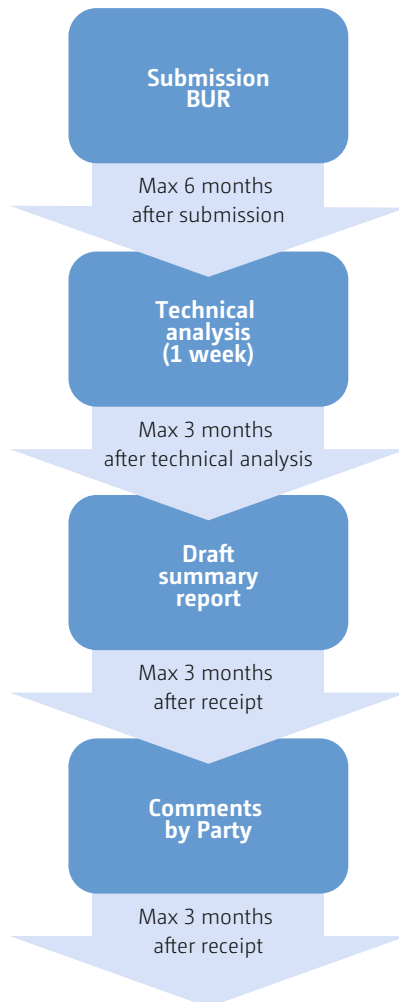 Submission
BUR
Max 6 months
after submission
Technical
analysis
(1 week)
Max 3 months
after technical analysis
Draft
summary
report
Max 3 months
after receipt
Comments
by Party
Max 3 months
after receipt